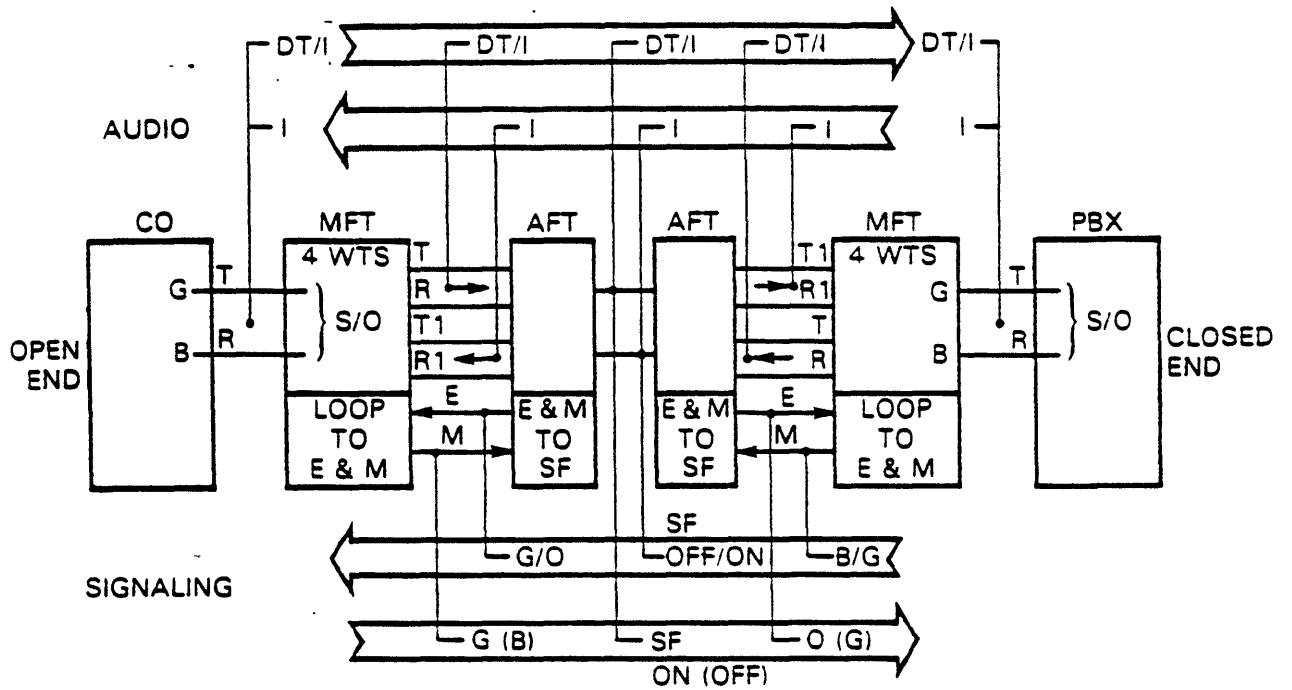 DT/I DT/I DT/I DT/I DT/I
AUDIO I I I I I
CO MFT AFT AFT MFT PBX
4 WTS 4 WTS
T T T1 T
G R R1 G
S/O S/O
T1 T
R R
B R1 R B
OPEN END
CLOSED END
E E
LOOP TO E & M
M
E & M TO SF
E & M TO SF
M
LOOP TO E & M
SF
G/O OFF/ON B/G
SIGNALING
G (B) SF O (G)
ON (OFF)